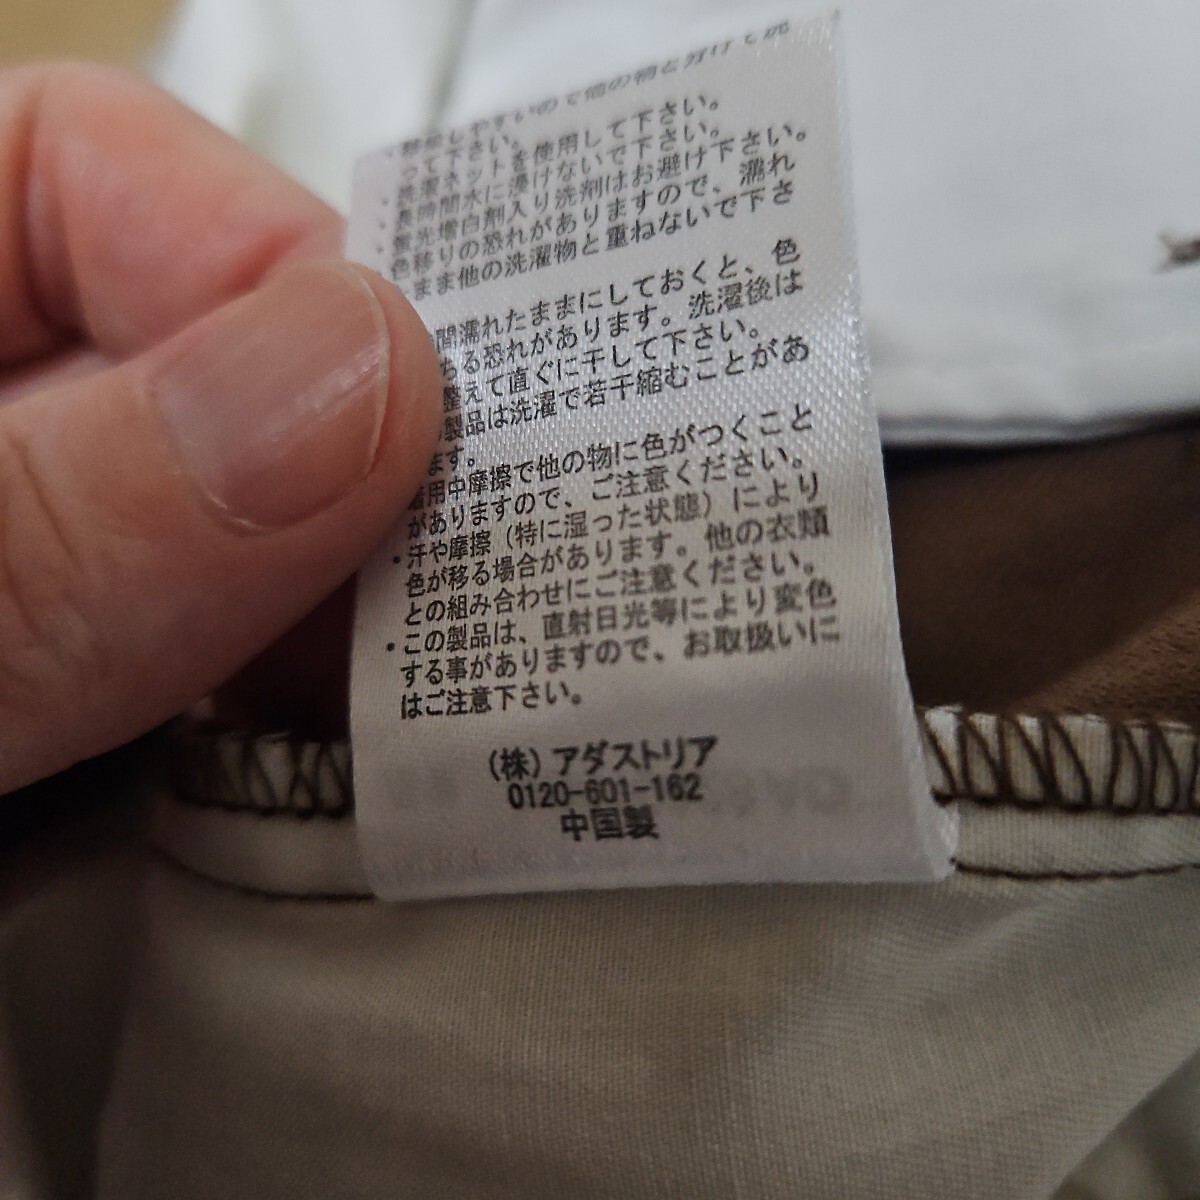 ・移染しやすいので他の物と分けて洗
って下さい。
・洗濯ネットを使用して下さい。
・長時間水に浸けないで下さい。
・蛍光増白剤入り洗剤はお避け下さい。
・色移りの恐れがありますので、濡れ
たまま他の洗濯物と重ねないで下さ
間濡れたままにしておくと、色
ちる恐れがあります。洗濯後は
整えて直ぐに干して下さい。
製品は洗濯で若干縮むことがあ
ます。
着用中摩擦で他の物に色がつくこと
がありますので、ご注意ください。
・汗や摩擦（特に湿った状態）により
色が移る場合があります。他の衣類
との組み合わせにご注意ください。
・この製品は、直射日光等により変色
する事がありますので、お取扱いに
はご注意下さい。
(株) アダストリア
0120-601-162
中国製